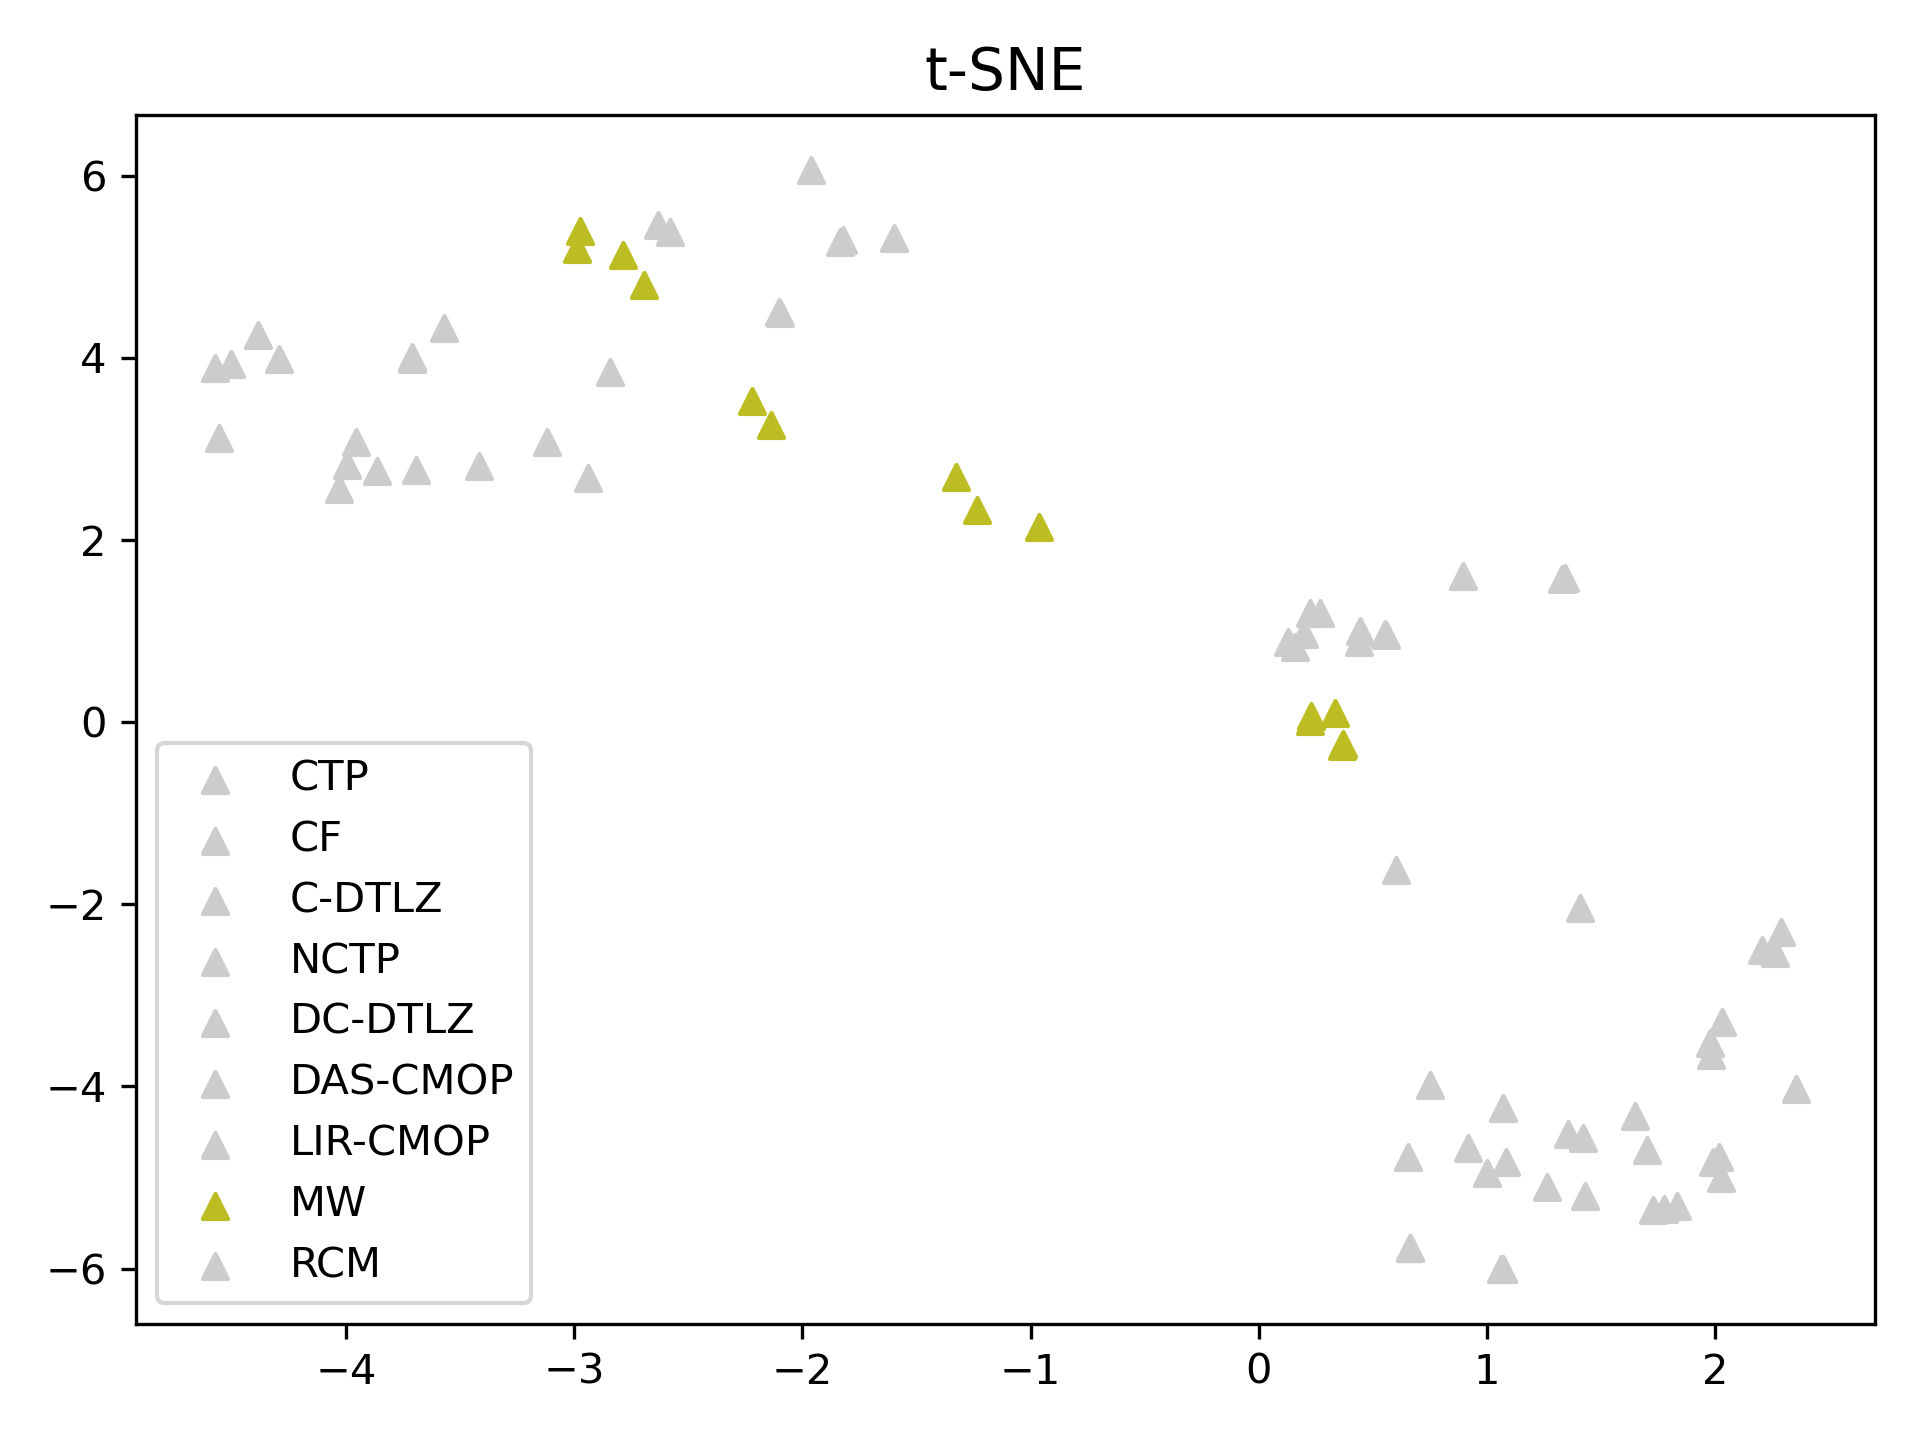 t-SNE
6
4
2
0
−2
−4
−6
CTP
CF
C-DTLZ
NCTP
DC-DTLZ
DAS-CMOP
LIR-CMOP
MW
RCM
−4 −3 −2 −1 0 1 2